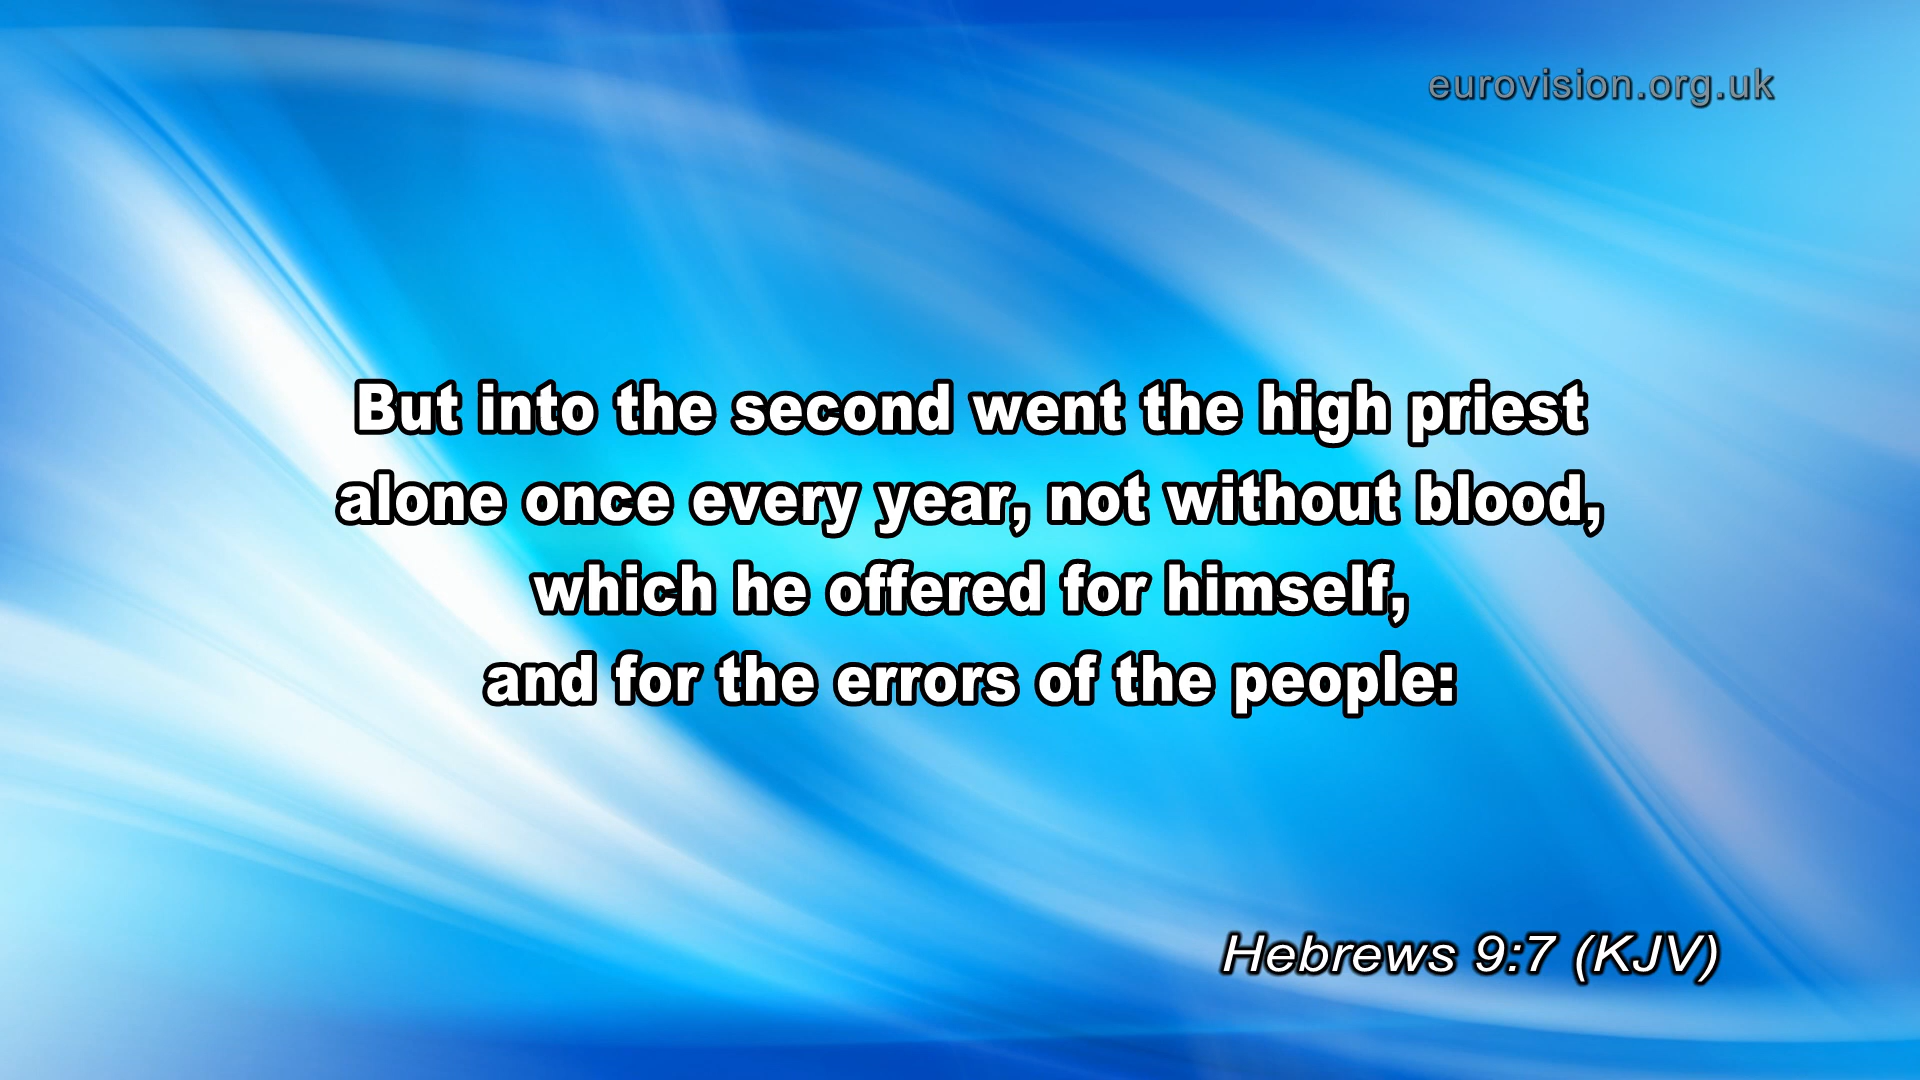 eurovision.org.uk
But into the second went the high priest
alone once every year, not without blood,
which he offered for himself,
and for the errors of the people:
Hebrews 9:7 (KJV)